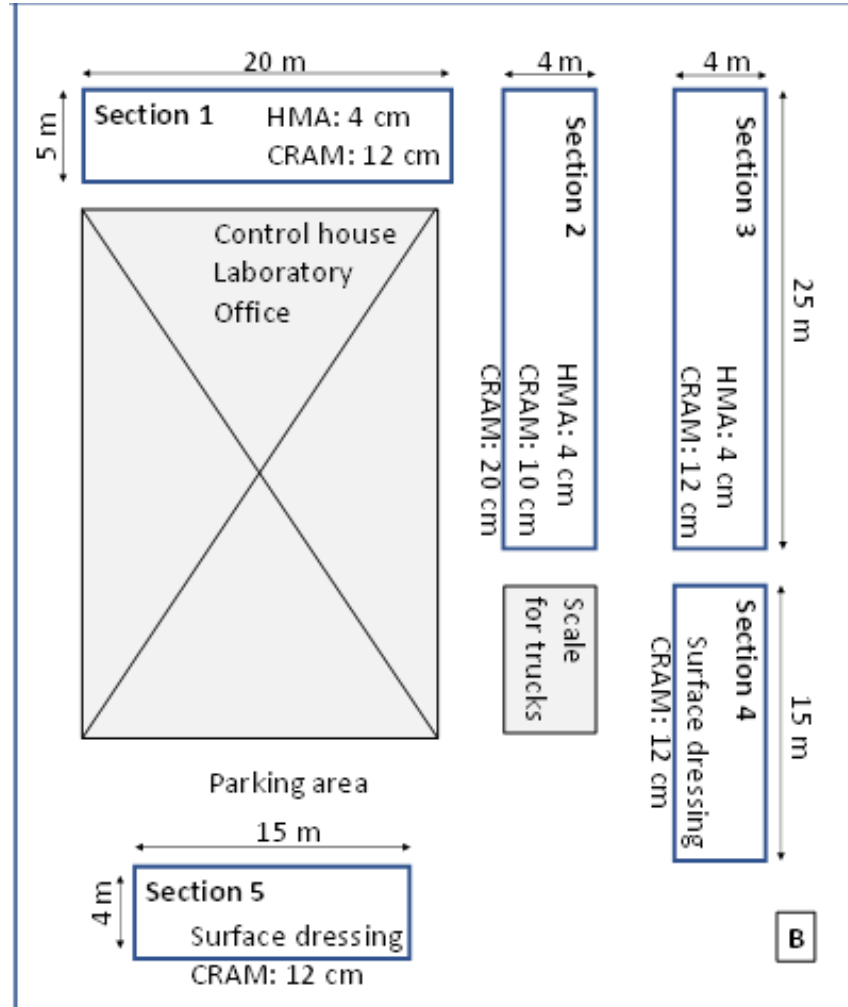 20 m
4 m
4 m
5 m
Section 1
HMA: 4 cm
CRAM: 12 cm
Section 2
HMA: 4 cm
CRAM: 10 cm
CRAM: 20 cm
Section 3
HMA: 4 cm
CRAM: 12 cm
25 m
Control house
Laboratory
Office
Scale
for trucks
Section 4
Surface dressing
CRAM: 12 cm
15 m
Parking area
15 m
4 m
Section 5
Surface dressing
CRAM: 12 cm
B